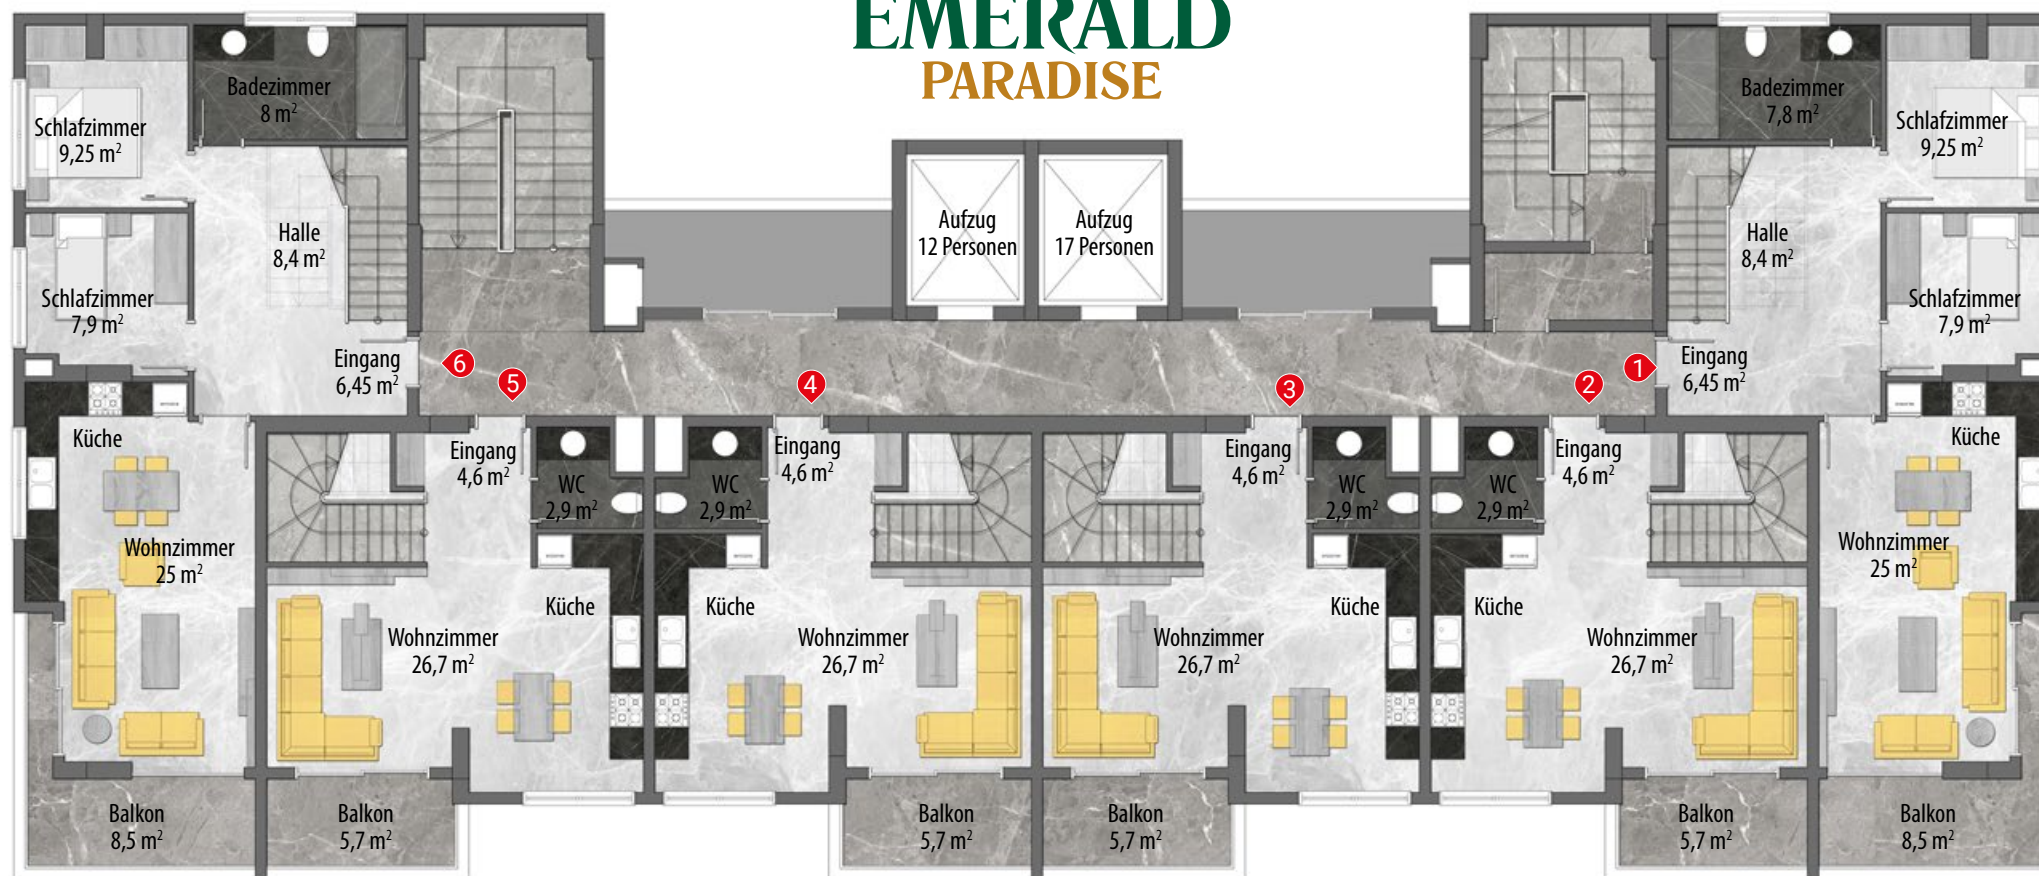 EMERALD
PARADISE
Badezimmer
8 m²
Schlafzimmer
9,25 m²
Halle
8,4 m²
Schlafzimmer
7,9 m²
Eingang
6,45 m²
Küche
Wohnzimmer
25 m²
Balkon
8,5 m²
Aufzug
12 Personen
Aufzug
17 Personen
Badezimmer
7,8 m²
Schlafzimmer
9,25 m²
Halle
8,4 m²
Schlafzimmer
7,9 m²
Eingang
6,45 m²
Küche
Wohnzimmer
25 m²
Balkon
8,5 m²
6
5
4
3
2
1
Eingang
4,6 m²
WC
2,9 m²
Küche
Wohnzimmer
26,7 m²
Balkon
5,7 m²
Eingang
4,6 m²
WC
2,9 m²
Küche
Wohnzimmer
26,7 m²
Balkon
5,7 m²
Eingang
4,6 m²
WC
2,9 m²
Küche
Wohnzimmer
26,7 m²
Balkon
5,7 m²
Eingang
4,6 m²
WC
2,9 m²
Küche
Wohnzimmer
26,7 m²
Balkon
5,7 m²